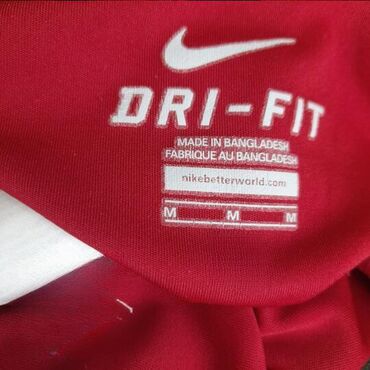 DRI-FIT
MADE IN BANGLADESH
FABRIQUE AU BANGLADESH
nikebetterworld.com
M M M